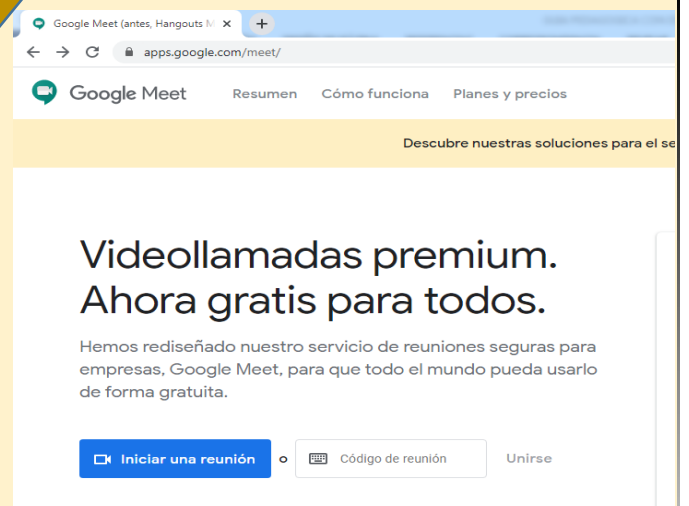 Google Meet (antes, Hangouts M
apps.google.com/meet/
Google Meet Resumen Cómo funciona Planes y precios
Descubre nuestras soluciones para el se
Videollamadas premium.
Ahora gratis para todos.
Hemos rediseñado nuestro servicio de reuniones seguras para
empresas, Google Meet, para que todo el mundo pueda usarlo
de forma gratuita.
Iniciar una reunión o Código de reunión Unirse